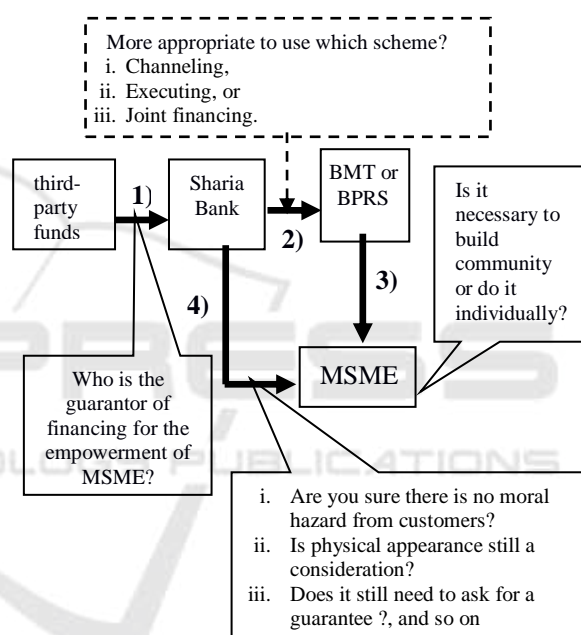 More appropriate to use which scheme?
i. Channeling,
ii. Executing, or
iii. Joint financing.
third-
party
funds
1)
Sharia
Bank
2)
BMT or
BPRS
Is it
necessary to
build
community
or do it
individually?
3)
4)
MSME
Who is the
guarantor of
financing for the
empowerment of
MSME?
PRESS
OLOGY PUBLICATIONS
i. Are you sure there is no moral
hazard from customers?
ii. Is physical appearance still a
consideration?
iii. Does it still need to ask for a
guarantee ?, and so on